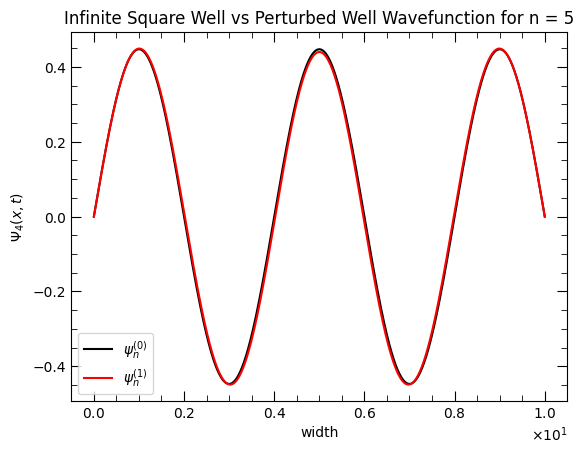 Infinite Square Well vs Perturbed Well Wavefunction for n = 5
Ψ₄(x, t)
0.4
0.2
0.0
−0.2
−0.4
ψₙ⁽⁰⁾
ψₙ⁽¹⁾
0.0 0.2 0.4 0.6 0.8 1.0
width
×10¹